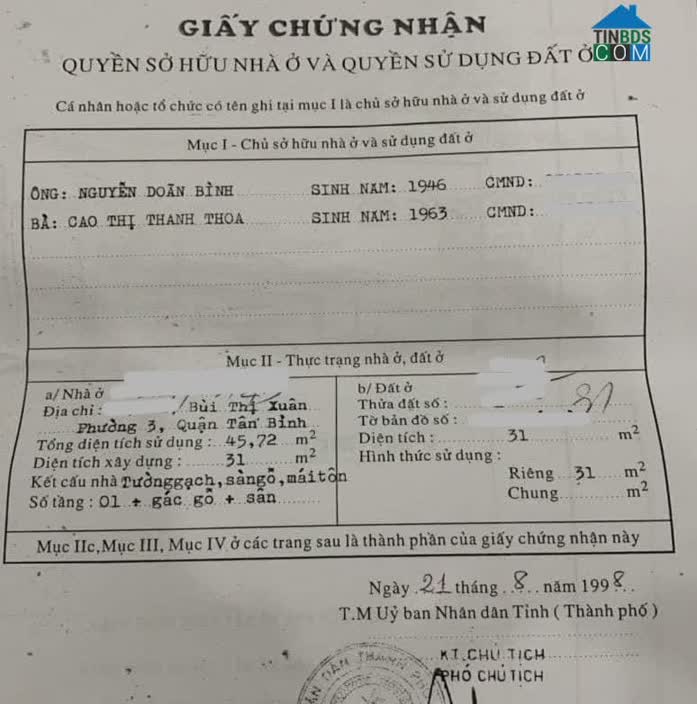 GIẤY CHỨNG NHẬN
TINBDS
COM
QUYỀN SỞ HỮU NHÀ Ở VÀ QUYỀN SỬ DỤNG ĐẤT Ở
Cá nhân hoặc tổ chức có tên ghi tại mục I là chủ sở hữu nhà ở và sử dụng đất ở
Mục I - Chủ sở hữu nhà ở và sử dụng đất ở
ÔNG: NGUYỄN DOÃN BÌNH SINH NĂM: 1946 CMND:
BÀ: CAO THỊ THANH THOA SINH NĂM: 1963 CMND:
Mục II - Thực trạng nhà ở, đất ở
a/ Nhà ở
Địa chỉ : /Bùi Thị Xuân
Phường 3, Quận Tân Bình
Tổng diện tích sử dụng : 45,72 m²
Diện tích xây dựng : 31 m²
Kết cấu nhà Tườnggạch, sàngỗ, máitôn
Số tầng : 01 + gác gỗ + sân
b/ Đất ở
Thửa đất số :
Tờ bản đồ số :
Diện tích : 31 m²
Hình thức sử dụng :
Riêng 31 m²
Chung m²
Mục IIc, Mục III, Mục IV ở các trang sau là thành phần của giấy chứng nhận này
Ngày 21 tháng 8 năm 1998
T.M Uỷ ban Nhân dân Tỉnh ( Thành phố )
KT.CHỦ TỊCH
PHÓ CHỦ TỊCH